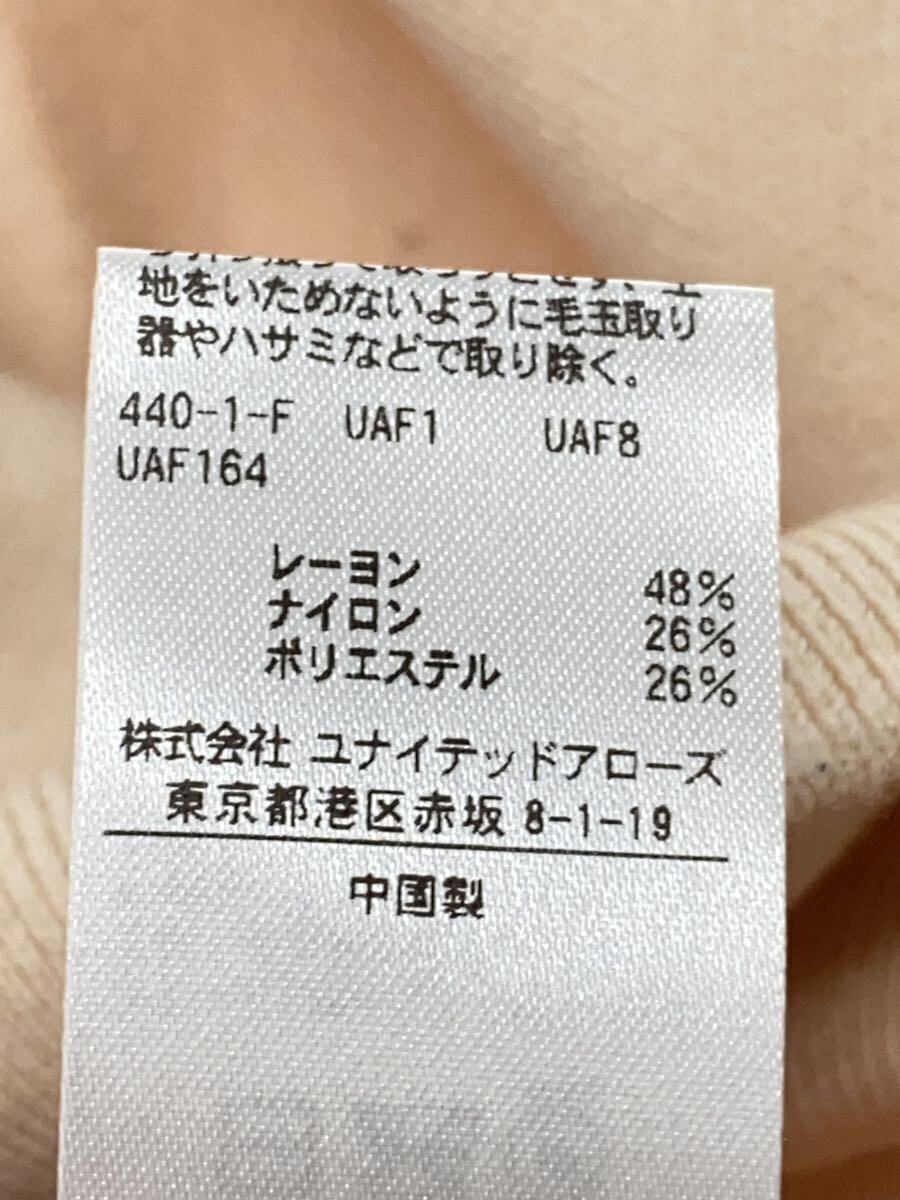 地をいためないように毛玉取り
器やハサミなどで取り除く。
440-1-F UAF1 UAF8
UAF164
レーヨン 48%
ナイロン 26%
ポリエステル 26%
株式会社 ユナイテッドアローズ
東京都港区赤坂 8-1-19
中国製